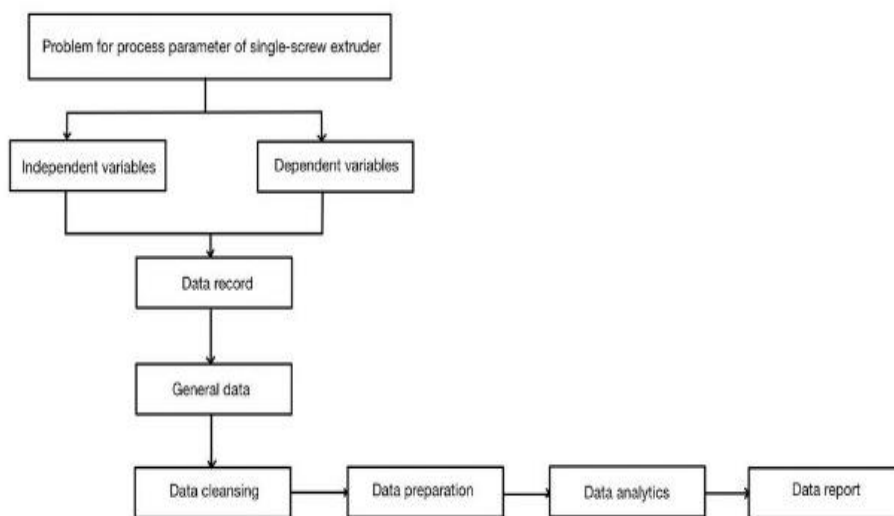 Problem for process parameter of single-screw extruder
Independent variables
Dependent variables
Data record
General data
Data cleansing
Data preparation
Data analytics
Data report